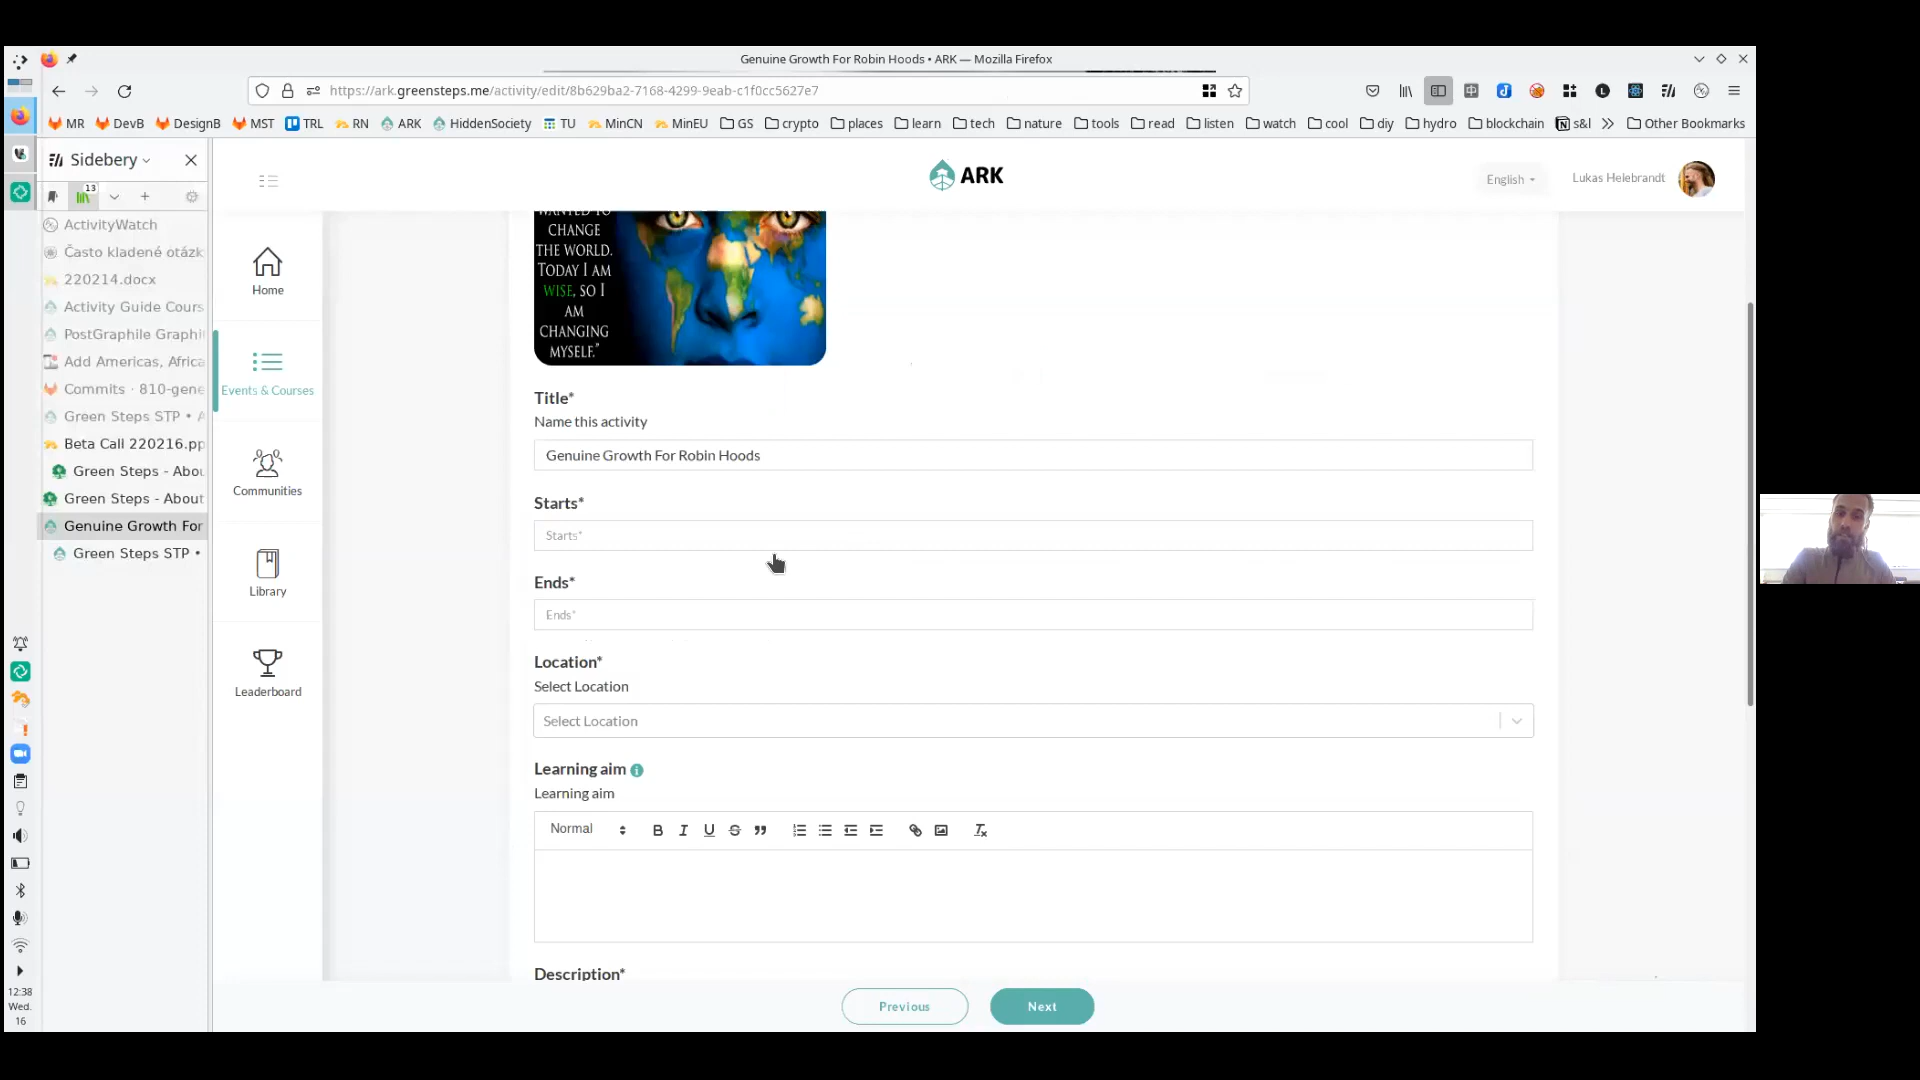 Genuine Growth For Robin Hoods • ARK — Mozilla Firefox
https://ark.greensteps.me/activity/edit/8b629ba2-7168-4299-9eab-c1f0cc5627e7
MR DevB DesignB MST TRL RN ARK HiddenSociety TU MinCN MinEU GS crypto places learn tech nature tools read listen watch cool diy hydro blockchain s&l Other Bookmarks
Sidebery
13
ActivityWatch
Často kladené otázk
220214.docx
Activity Guide Cours
PostGraphile Graphi
Add Americas, Africa
Commits · 810-gene
Green Steps STP •
Beta Call 220216.pp
Green Steps - Abou
Green Steps - About
Genuine Growth For
Green Steps STP •
12:38
Wed.
16
ARK
English
Lukas Helebrandt
Home
Events & Courses
Communities
Library
Leaderboard
WANTED TO
CHANGE
THE WORLD.
TODAY I AM
WISE, SO I
AM
CHANGING
MYSELF."
Title*
Name this activity
Genuine Growth For Robin Hoods
Starts*
Starts*
Ends*
Ends*
Location*
Select Location
Select Location
Learning aim
Learning aim
Normal
Description*
Previous
Next